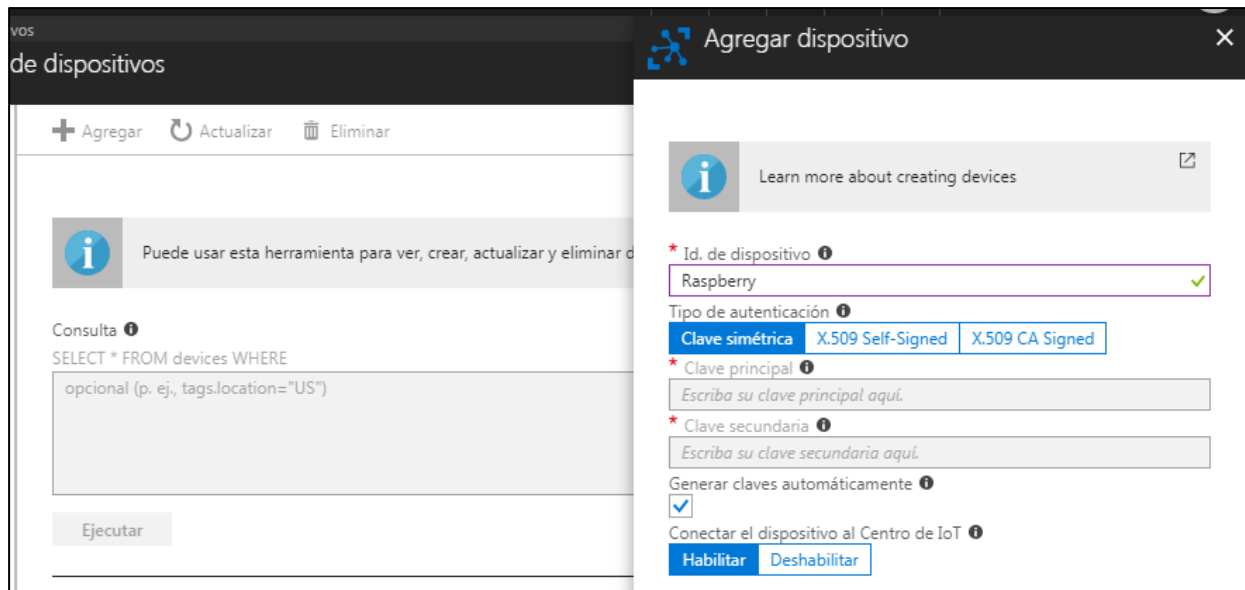 vos
de dispositivos
Agregar Actualizar Eliminar
Puede usar esta herramienta para ver, crear, actualizar y eliminar d
Consulta
SELECT * FROM devices WHERE
opcional (p. ej., tags.location="US")
Ejecutar
Agregar dispositivo
Learn more about creating devices
* Id. de dispositivo
Raspberry
Tipo de autenticación
Clave simétrica X.509 Self-Signed X.509 CA Signed
* Clave principal
Escriba su clave principal aquí.
* Clave secundaria
Escriba su clave secundaria aquí.
Generar claves automáticamente
Conectar el dispositivo al Centro de IoT
Habilitar Deshabilitar